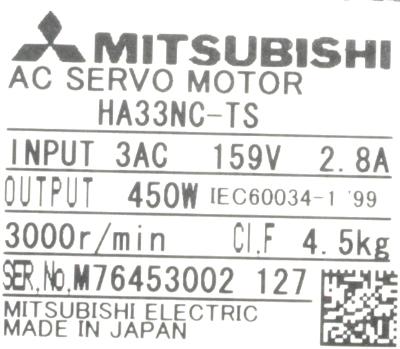 MITSUBISHI
AC SERVO MOTOR
HA33NC-TS
INPUT 3AC 159V 2.8A
OUTPUT 450W IEC60034-1 '99
3000r/min CI.F 4.5kg
SER.No.M76453002 127
MITSUBISHI ELECTRIC
MADE IN JAPAN